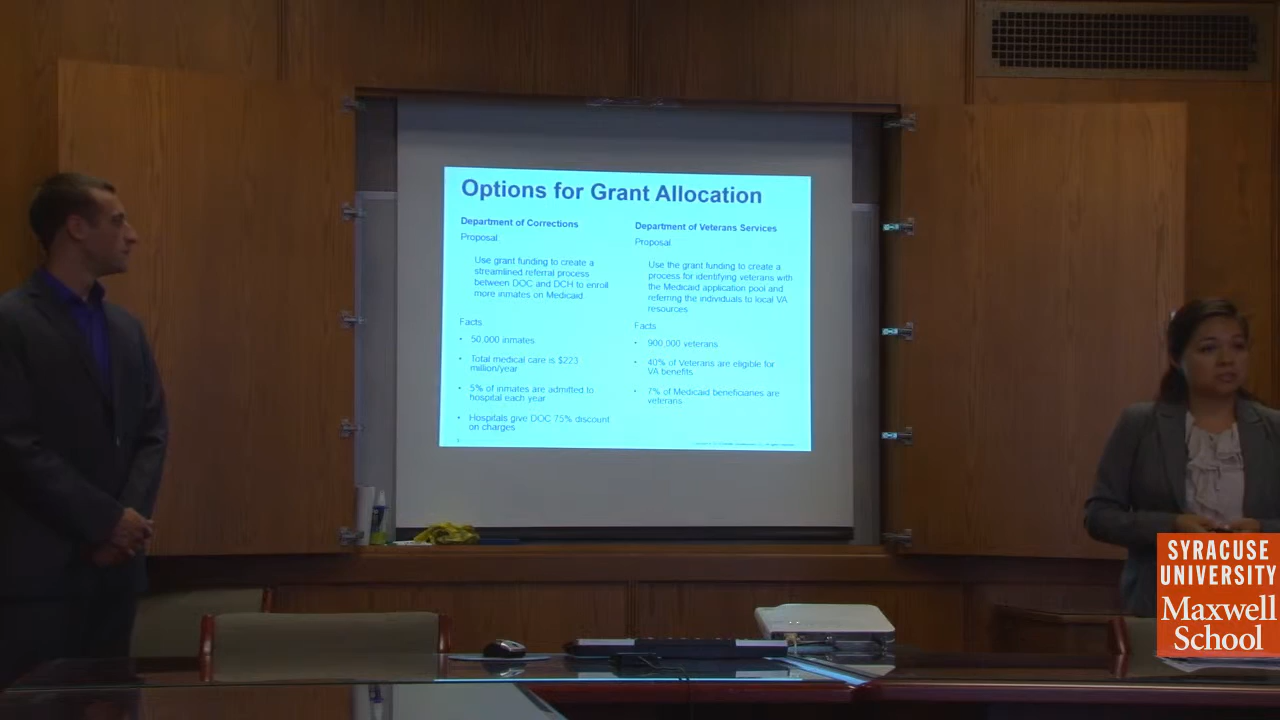 Options for Grant Allocation
Department of Corrections
Proposal
Use grant funding to create a
streamlined referral process
between DOC and DCH to enroll
more inmates on Medicaid
Facts
• 50,000 inmates
• Total medical care is $223
million/year
• 5% of inmates are admitted to
hospital each year
• Hospitals give DOC 75% discount
on charges
Department of Veterans Services
Proposal
Use the grant funding to create a
process for identifying veterans with
the Medicaid application pool and
referring the individuals to local VA
resources
Facts
• 900,000 veterans
• 40% of Veterans are eligible for
VA benefits
• 7% of Medicaid beneficiaries are
veterans
SYRACUSE
UNIVERSITY
Maxwell
School